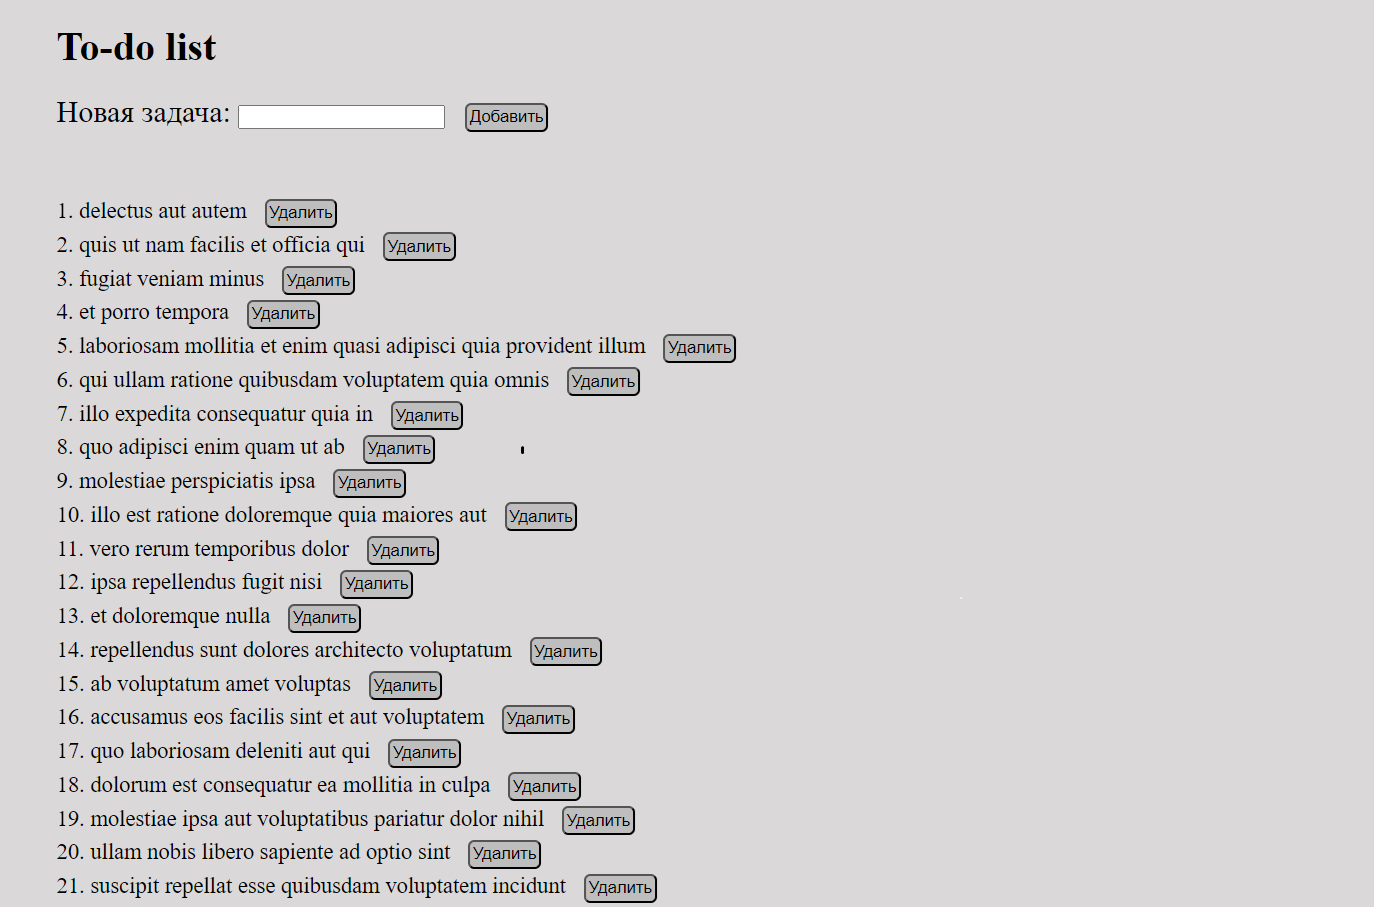 To-do list
Новая задача: Добавить
1. delectus aut autem Удалить
2. quis ut nam facilis et officia qui Удалить
3. fugiat veniam minus Удалить
4. et porro tempora Удалить
5. laboriosam mollitia et enim quasi adipisci quia provident illum Удалить
6. qui ullam ratione quibusdam voluptatem quia omnis Удалить
7. illo expedita consequatur quia in Удалить
8. quo adipisci enim quam ut ab Удалить
9. molestiae perspiciatis ipsa Удалить
10. illo est ratione doloremque quia maiores aut Удалить
11. vero rerum temporibus dolor Удалить
12. ipsa repellendus fugit nisi Удалить
13. et doloremque nulla Удалить
14. repellendus sunt dolores architecto voluptatum Удалить
15. ab voluptatum amet voluptas Удалить
16. accusamus eos facilis sint et aut voluptatem Удалить
17. quo laboriosam deleniti aut qui Удалить
18. dolorum est consequatur ea mollitia in culpa Удалить
19. molestiae ipsa aut voluptatibus pariatur dolor nihil Удалить
20. ullam nobis libero sapiente ad optio sint Удалить
21. suscipit repellat esse quibusdam voluptatem incidunt Удалить